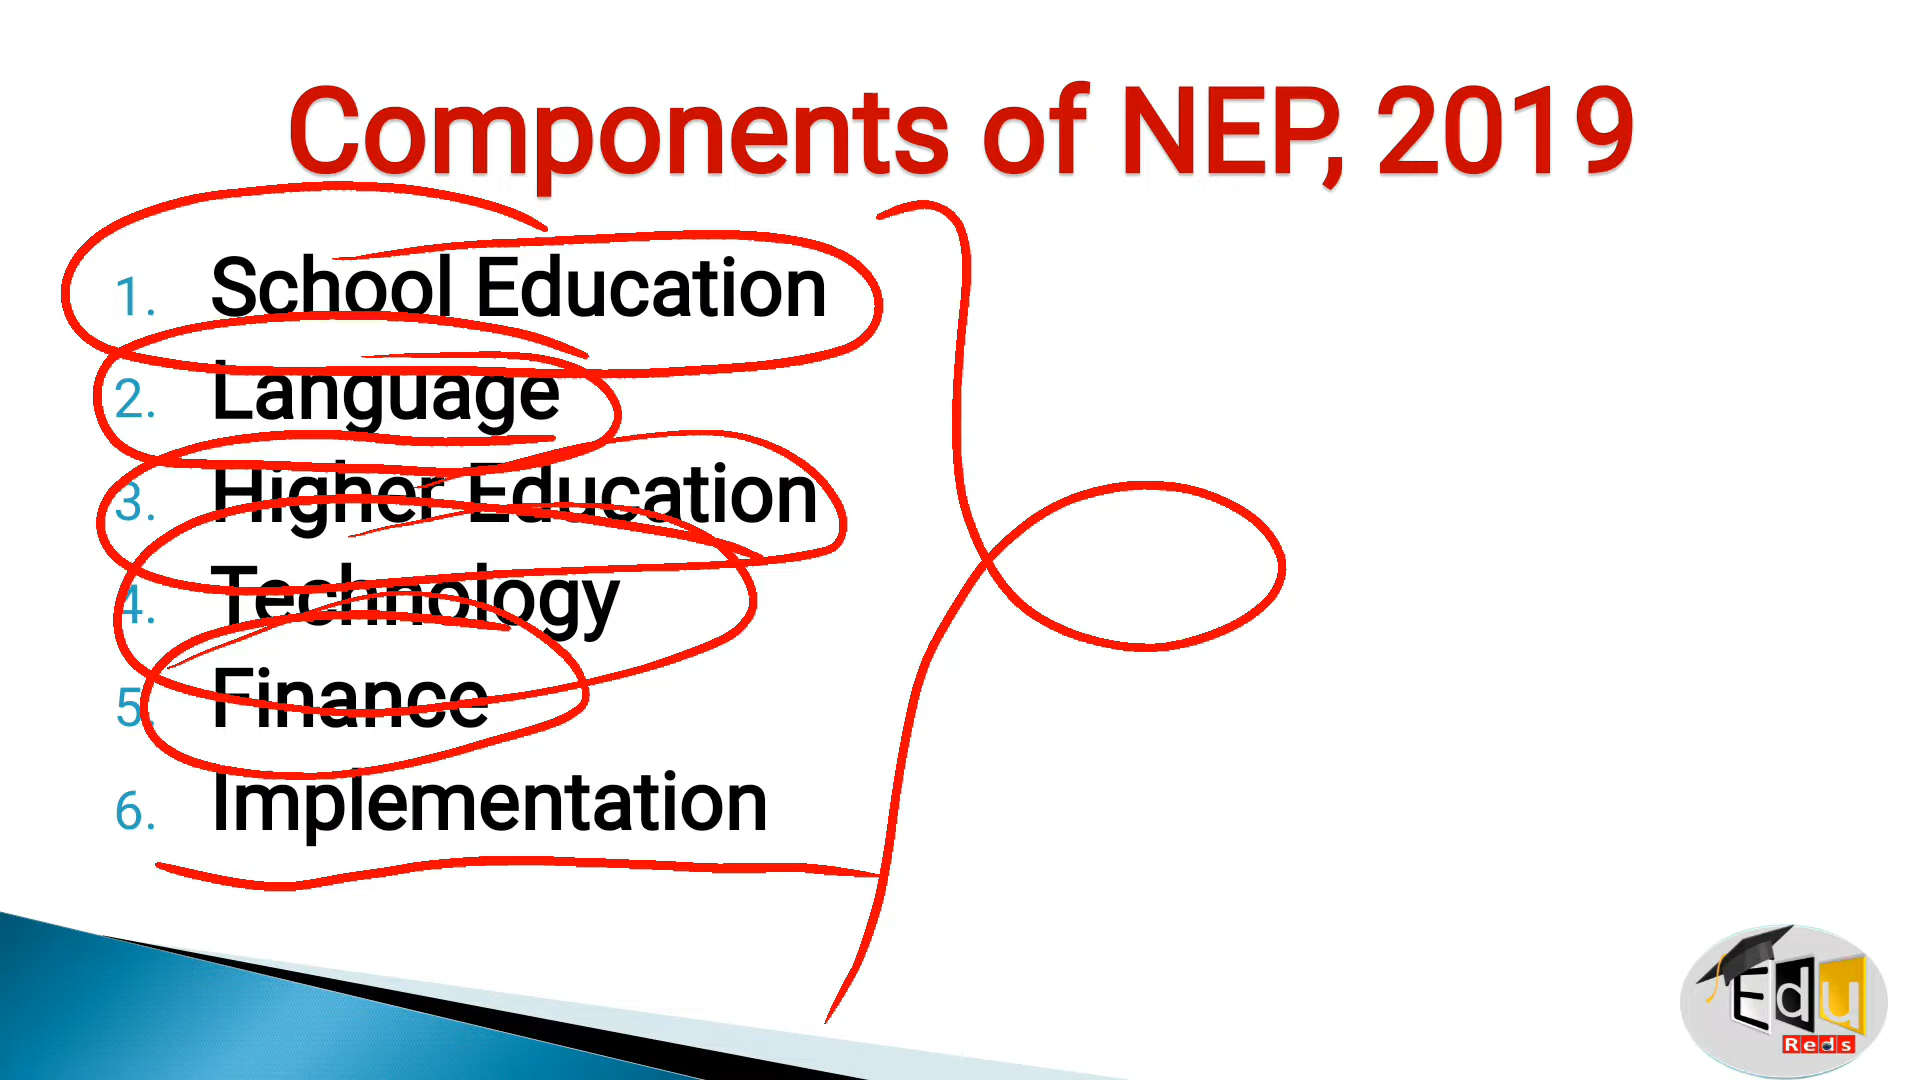 Components of NEP, 2019
1. School Education
2. Language
3. Higher Education
4. Technology
5. Finance
6. Implementation
Edu
Reds